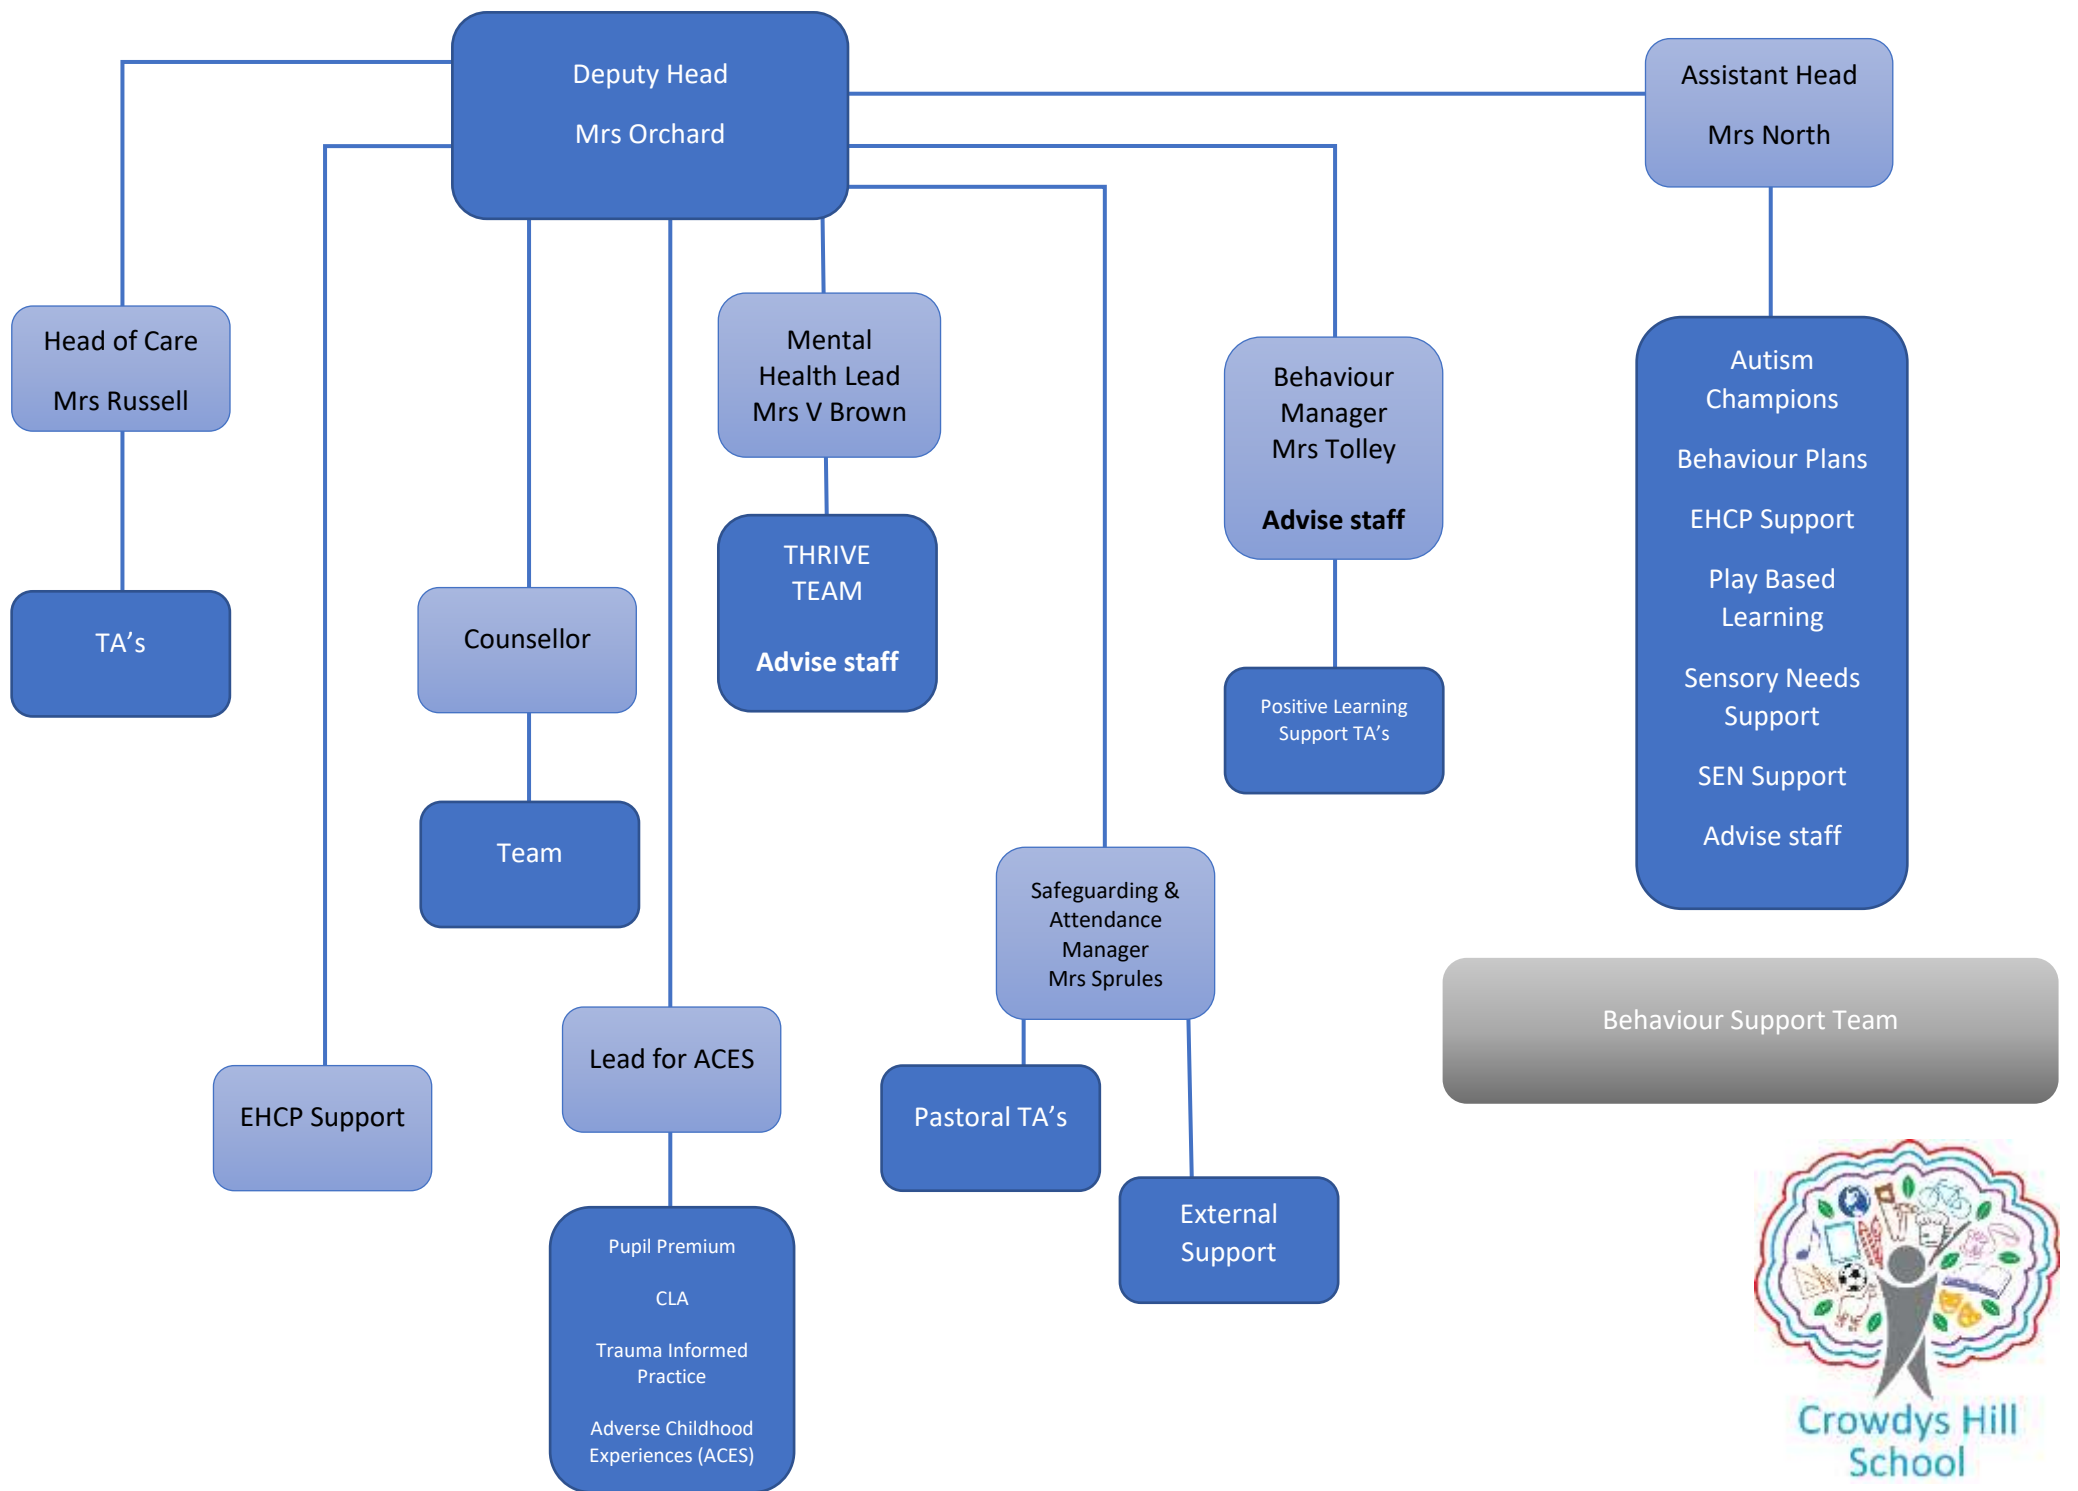 Deputy Head
Mrs Orchard
Assistant Head
Mrs North
Head of Care
Mrs Russell
Mental
Health Lead
Mrs V Brown
Behaviour
Manager
Mrs Tolley
Advise staff
Autism
Champions
Behaviour Plans
EHCP Support
Play Based
Learning
Sensory Needs
Support
SEN Support
Advise staff
TA’s
Counsellor
THRIVE
TEAM
Advise staff
Positive Learning
Support TA’s
Team
Safeguarding &
Attendance
Manager
Mrs Sprules
Behaviour Support Team
EHCP Support
Lead for ACES
Pastoral TA’s
External
Support
Pupil Premium
CLA
Trauma Informed
Practice
Adverse Childhood
Experiences (ACES)
Crowdys Hill
School